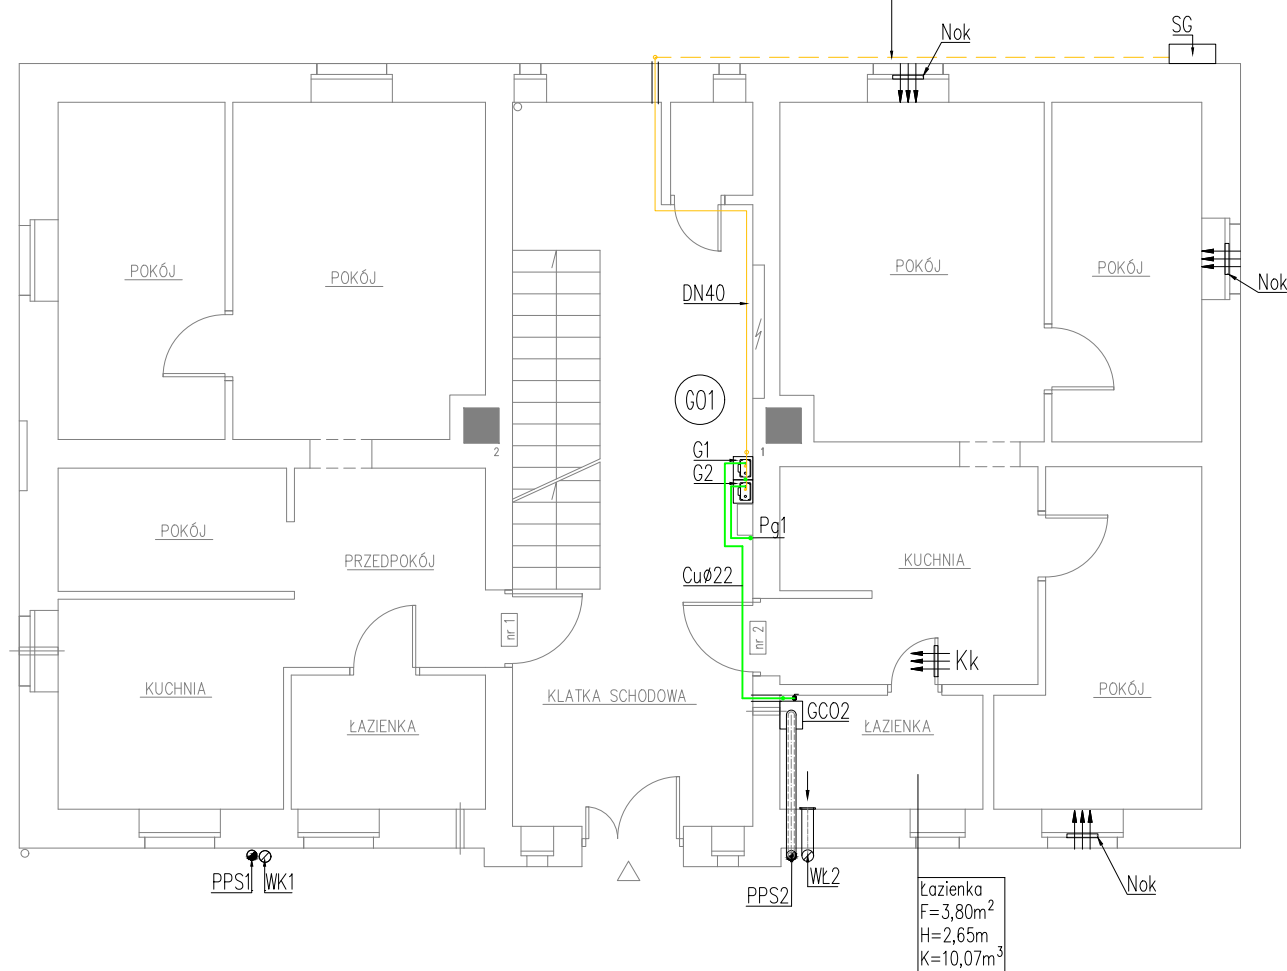 SG
Nok
POKÓJ
POKÓJ
POKÓJ
POKÓJ
Nok
DN40
GO1
2
1
G1
G2
Pg1
POKÓJ
PRZEDPOKÓJ
KUCHNIA
CuØ22
nr 1
nr 2
Kk
KUCHNIA
KLATKA SCHODOWA
POKÓJ
GCO2
ŁAZIENKA
ŁAZIENKA
PPS1
WK1
PPS2
WŁ2
Nok
Łazienka
F=3,80m²
H=2,65m
K=10,07m³